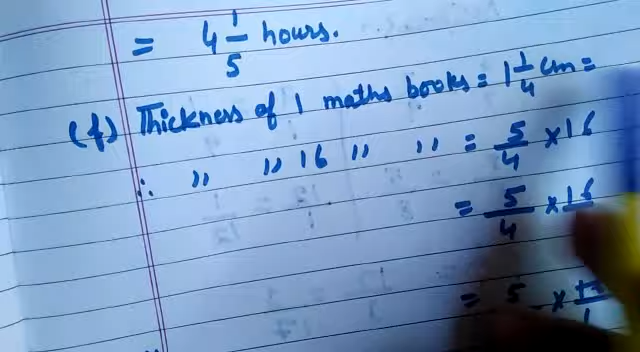 = 4 1/5 hours.
(f) Thickness of 1 maths books = 1 1/4 cm =
∴ " " 16 " " = 5/4 × 16
= 5/4 × 16
= 5 ×